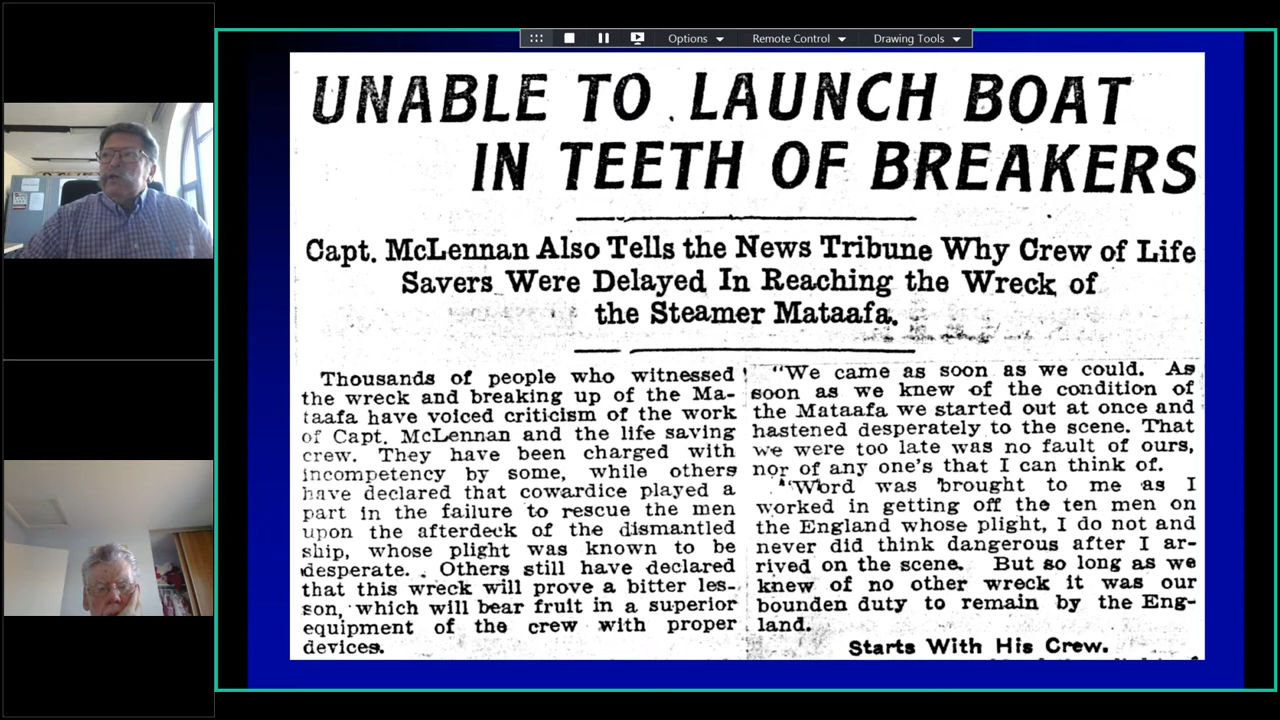 Options
Remote Control
Drawing Tools
UNABLE TO LAUNCH BOAT
IN TEETH OF BREAKERS
Capt. McLennan Also Tells the News Tribune Why Crew of Life
Savers Were Delayed In Reaching the Wreck of
the Steamer Mataafa.
Thousands of people who witnessed
the wreck and breaking up of the Ma-
taafa have voiced criticism of the work
of Capt. McLennan and the life saving
crew. They have been charged with
incompetency by some, while others
have declared that cowardice played a
part in the failure to rescue the men
upon the afterdeck of the dismantled
ship, whose plight was known to be
desperate. Others still have declared
that this wreck will prove a bitter les-
son, which will bear fruit in a superior
equipment of the crew with proper
devices.
"We came as soon as we could. As
soon as we knew of the condition of
the Mataafa we started out at once and
hastened desperately to the scene. That
we were too late was no fault of ours,
nor of any one's that I can think of.
"Word was brought to me as I
worked in getting off the ten men on
the England whose plight, I do not and
never did think dangerous after I ar-
rived on the scene. But so long as we
knew of no other wreck it was our
bounden duty to remain by the Eng-
land.
Starts With His Crew.